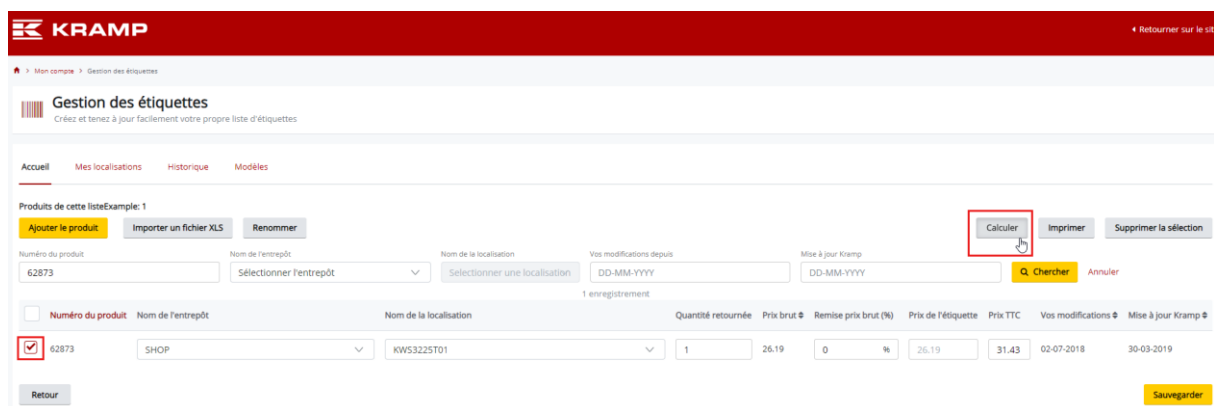 KRAMP
Retourner sur le sit
> Mon compte > Gestion des étiquettes
Gestion des étiquettes
Créez et tenez à jour facilement votre propre liste d'étiquettes
Accueil Mes localisations Historique Modèles
Produits de cette listeExample: 1
Ajouter le produit Importer un fichier XLS Renommer Calculer Imprimer Supprimer la sélection
Numéro du produit Nom de l'entrepôt Nom de la localisation Vos modifications depuis Mise à jour Kramp
62873 Sélectionner l'entrepôt Selectionner une localisation DD-MM-YYYY DD-MM-YYYY Chercher Annuler
1 enregistrement
Numéro du produit Nom de l'entrepôt Nom de la localisation Quantité retournée Prix brut Remise prix brut (%) Prix de l'étiquette Prix TTC Vos modifications Mise à jour Kramp
62873 SHOP KWS3225T01 1 26.19 0 % 26.19 31.43 02-07-2018 30-03-2019
Retour Sauvegarder